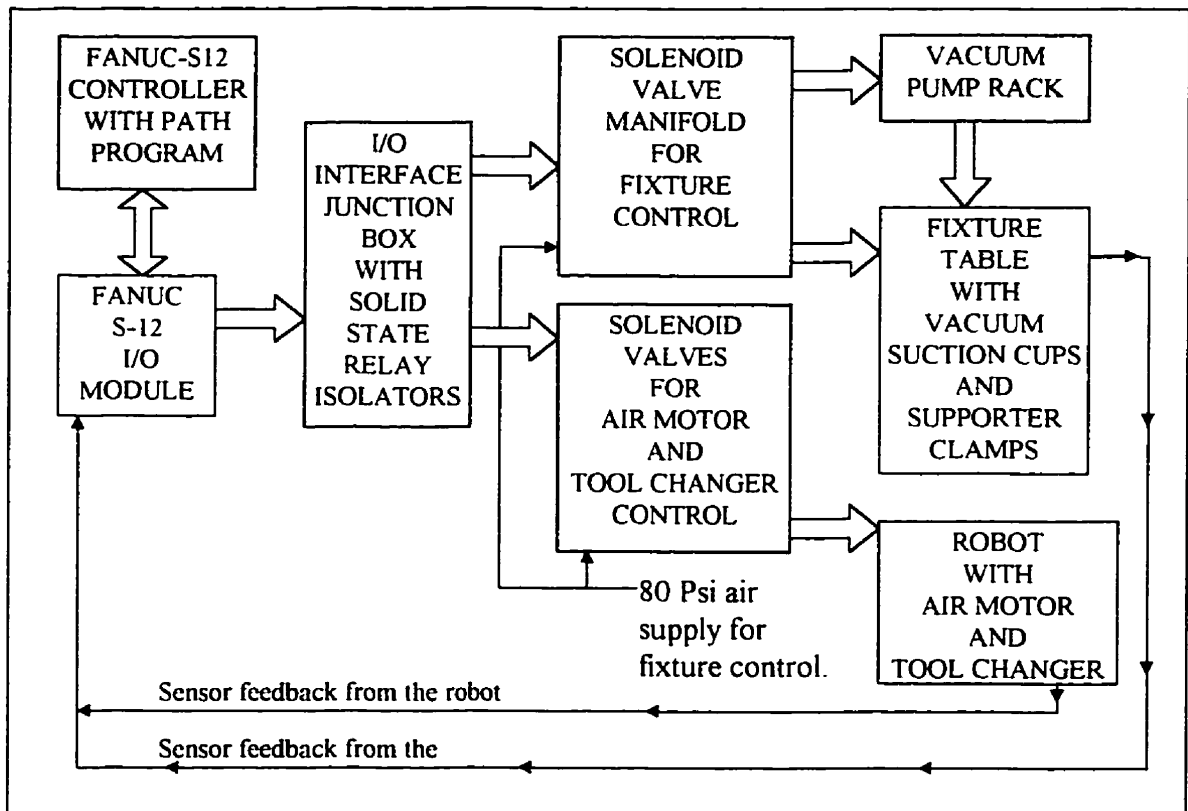 FANUC-S12
CONTROLLER
WITH PATH
PROGRAM
FANUC
S-12
I/O
MODULE
I/O
INTERFACE
JUNCTION
BOX
WITH
SOLID
STATE
RELAY
ISOLATORS
SOLENOID
VALVE
MANIFOLD
FOR
FIXTURE
CONTROL
SOLENOID
VALVES
FOR
AIR MOTOR
AND
TOOL CHANGER
CONTROL
VACUUM
PUMP RACK
FIXTURE
TABLE
WITH
VACUUM
SUCTION CUPS
AND
SUPPORTER
CLAMPS
ROBOT
WITH
AIR MOTOR
AND
TOOL CHANGER
80 Psi air
supply for
fixture control.
Sensor feedback from the robot
Sensor feedback from the